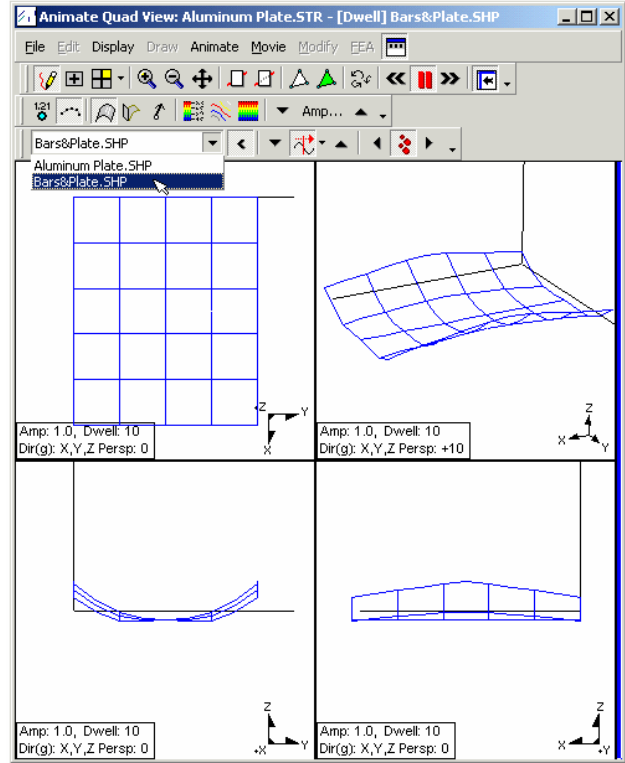 Animate Quad View: Aluminum Plate.STR - [Dwell] Bars&Plate.SHP
File Edit Display Draw Animate Movie Modify FEA
1.21
Amp...
Bars&Plate.SHP
Aluminum Plate.SHP
Bars&Plate.SHP
Z Y
X
Amp: 1.0, Dwell: 10
Dir(g): X,Y,Z Persp: 0
Z
X Y
Amp: 1.0, Dwell: 10
Dir(g): X,Y,Z Persp: +10
Z
X Y
Amp: 1.0, Dwell: 10
Dir(g): X,Y,Z Persp: 0
Z
X Y
Amp: 1.0, Dwell: 10
Dir(g): X,Y,Z Persp: 0